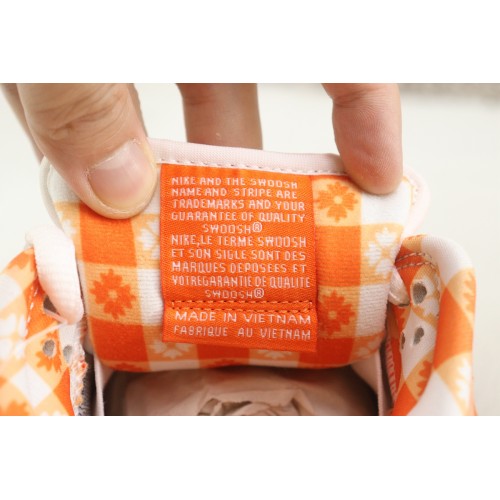 NIKE AND THE SWOOSH
NAME AND STRIPE ARE
TRADEMARKS AND YOUR
GUARANTEE OF QUALITY
SWOOSH®
NIKE,LE TERME SWOOSH
ET SON SIGLE SONT DES
MARQUES DEPOSEES ET
VOTREGARANTIE DE QUALITE
SWOOSH®
MADE IN VIETNAM
FABRIQUE AU VIETNAM